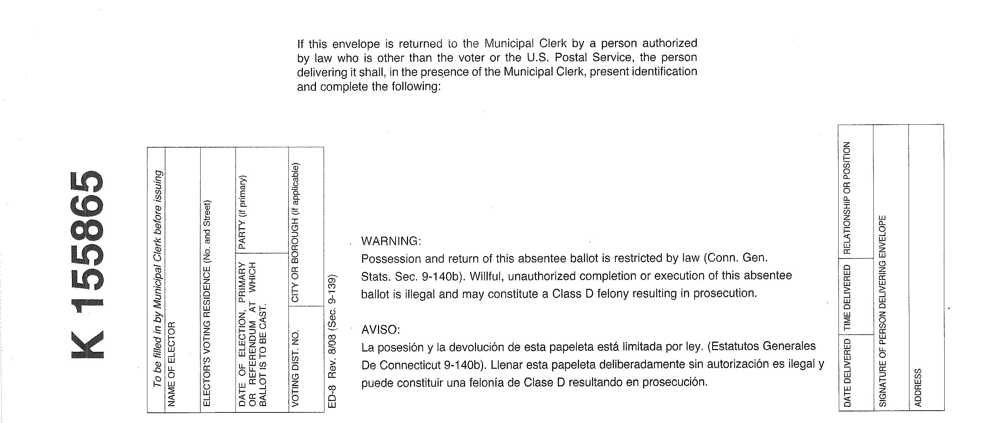 If this envelope is returned to the Municipal Clerk by a person authorized
by law who is other than the voter or the U.S. Postal Service, the person
delivering it shall, in the presence of the Municipal Clerk, present identification
and complete the following:
K 155865
To be filled in by Municipal Clerk before issuing
NAME OF ELECTOR
ELECTOR'S VOTING RESIDENCE (No. and Street)
DATE OF ELECTION, PRIMARY
OR REFERENDUM AT WHICH
BALLOT IS TO BE CAST.
PARTY (if primary)
VOTING DIST. NO.
CITY OR BOROUGH (if applicable)
ED-8 Rev. 8/08 (Sec. 9-139)
WARNING:
Possession and return of this absentee ballot is restricted by law (Conn. Gen.
Stats. Sec. 9-140b). Willful, unauthorized completion or execution of this absentee
ballot is illegal and may constitute a Class D felony resulting in prosecution.
AVISO:
La posesión y la devolución de esta papeleta está limitada por ley. (Estatutos Generales
De Connecticut 9-140b). Llenar esta papeleta deliberadamente sin autorización es ilegal y
puede constituir una felonía de Clase D resultando en prosecución.
DATE DELIVERED
TIME DELIVERED
RELATIONSHIP OR POSITION
SIGNATURE OF PERSON DELIVERING ENVELOPE
ADDRESS